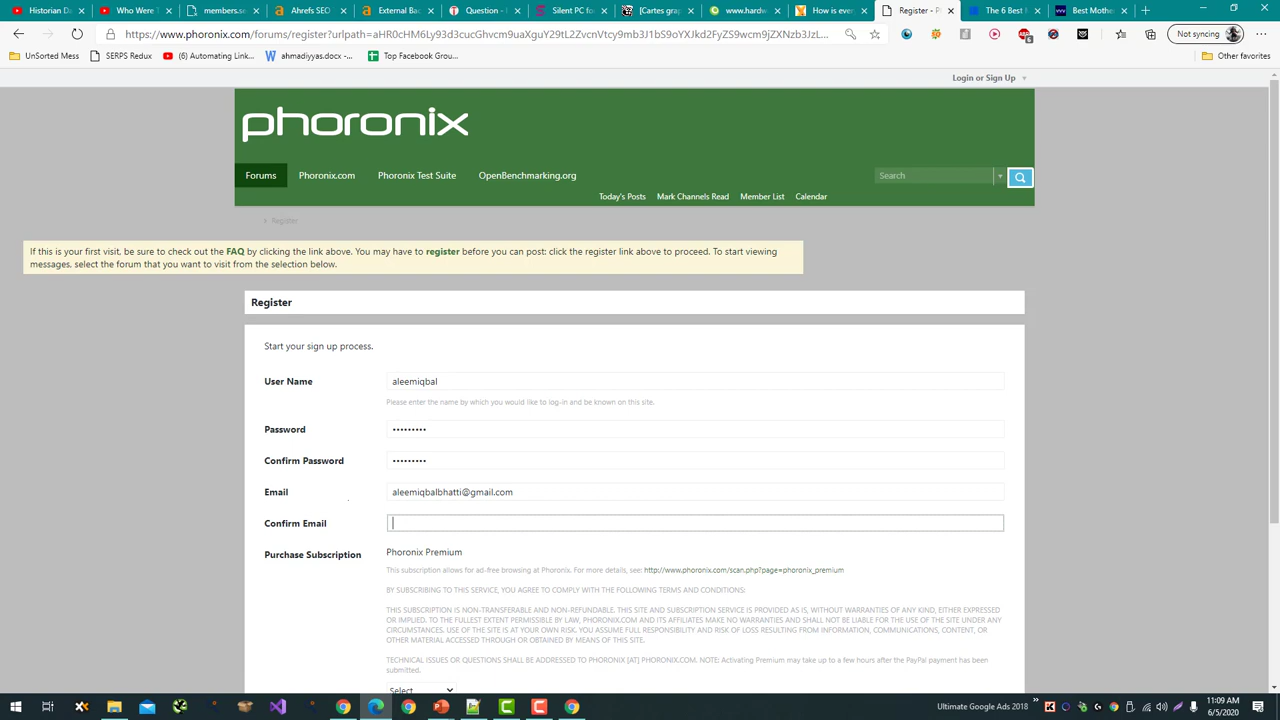 Historian Da
Who Were
members.se
Ahrefs SEO
Best Premium -
Silent PC fo
[Cartes grap
www.hardw
How is ever
Register - P
The 6 Best
Best Mothe
https://www.phoronix.com/forums/register?urlpath=
Not syncing
UnSorted Mess
SERPS Redux
(6) Automating Link...
ahmadiyyas.docx -...
Top Facebook Grou...
Other favorites
Login or Sign Up
phoronix
Forums
Phoronix.com
Phoronix Test Suite
OpenBenchmarking.org
Search
Today's Posts
Mark Channels Read
Member List
Calendar
Register
If this is your first visit, be sure to check out the FAQ by clicking the link above. You may have to register before you can post: click the register link above to proceed. To start viewing
messages, select the forum that you want to visit from the selection below.
Register
Start your sign up process.
User Name
aleemiqbal
Please enter the name by which you would like to log-in and be known on this site.
Password
•••••••••
Confirm Password
•••••••••
Email
aleemiqbalbhatti@gmail.com
Confirm Email
Purchase Subscription
Phoronix Premium
This subscription allows for ad-free browsing at Phoronix. For more details, see: http://www.phoronix.com/scan.php?page=phoronix_premium
BY SUBSCRIBING TO THIS SERVICE, YOU AGREE TO COMPLY WITH THE FOLLOWING TERMS AND CONDITIONS:
THIS SUBSCRIPTION IS NON-TRANSFERABLE AND NON-REFUNDABLE. THIS SITE AND SUBSCRIPTION SERVICE IS PROVIDED AS IS, WITHOUT WARRANTIES OF ANY KIND, EITHER EXPRESSED
OR IMPLIED. TO THE FULLEST EXTENT PERMISSIBLE BY LAW, PHORONIX.COM AND ITS AFFILIATES MAKE NO WARRANTIES AND SHALL NOT BE LIABLE FOR THE USE OF THE SITE UNDER ANY
CIRCUMSTANCES. USE OF THE SITE IS AT YOUR OWN RISK. YOU ASSUME FULL RESPONSIBILITY AND RISK OF LOSS RESULTING FROM INFORMATION, COMMUNICATIONS, CONTENT, OR
OTHER MATERIAL ACCESSED THROUGH OR OBTAINED BY MEANS OF THIS SITE.
TECHNICAL ISSUES OR QUESTIONS SHALL BE ADDRESSED TO PHORONIX [AT] PHORONIX.COM. NOTE: Activating Premium may take up to a few hours after the PayPal payment has been
submitted.
Select
Ultimate Google Ads 2018
11:09 AM
6/5/2020